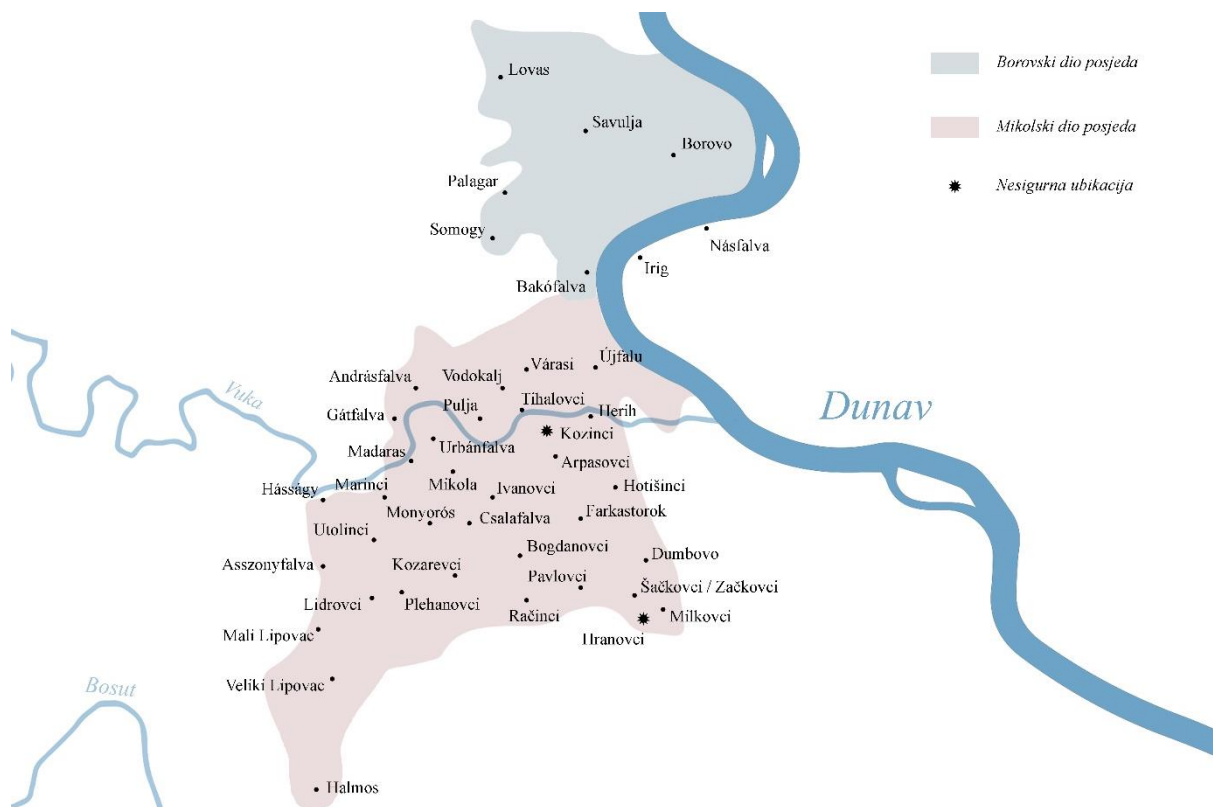 Lovas
Borovski dio posjeda
Savulja
Mikolski dio posjeda
Borovo
Palagar
Nesigurna ubikacija
Somogy
Násfalva
Irig
Bakófalva
Újfalu
Várasi
Andrásfalva
Vodokalj
Vuka
Dunav
Tihalovci
Gátfalva
Pulja
Herih
Kozinci
Urbánfalva
Madaras
Arpasovci
Mikola
Marinci
Ivanovci
Hotišinci
Hásságy
Monyorós
Csalafalva
Farkastorok
Utolinci
Bogdanovci
Dumbovo
Asszonyfalva
Kozarevci
Pavlovci
Šačkovci / Začkovci
Lidrovci
Plehanovci
Račinci
Milkovci
Mali Lipovac
Hranovci
Veliki Lipovac
Bosut
Halmos